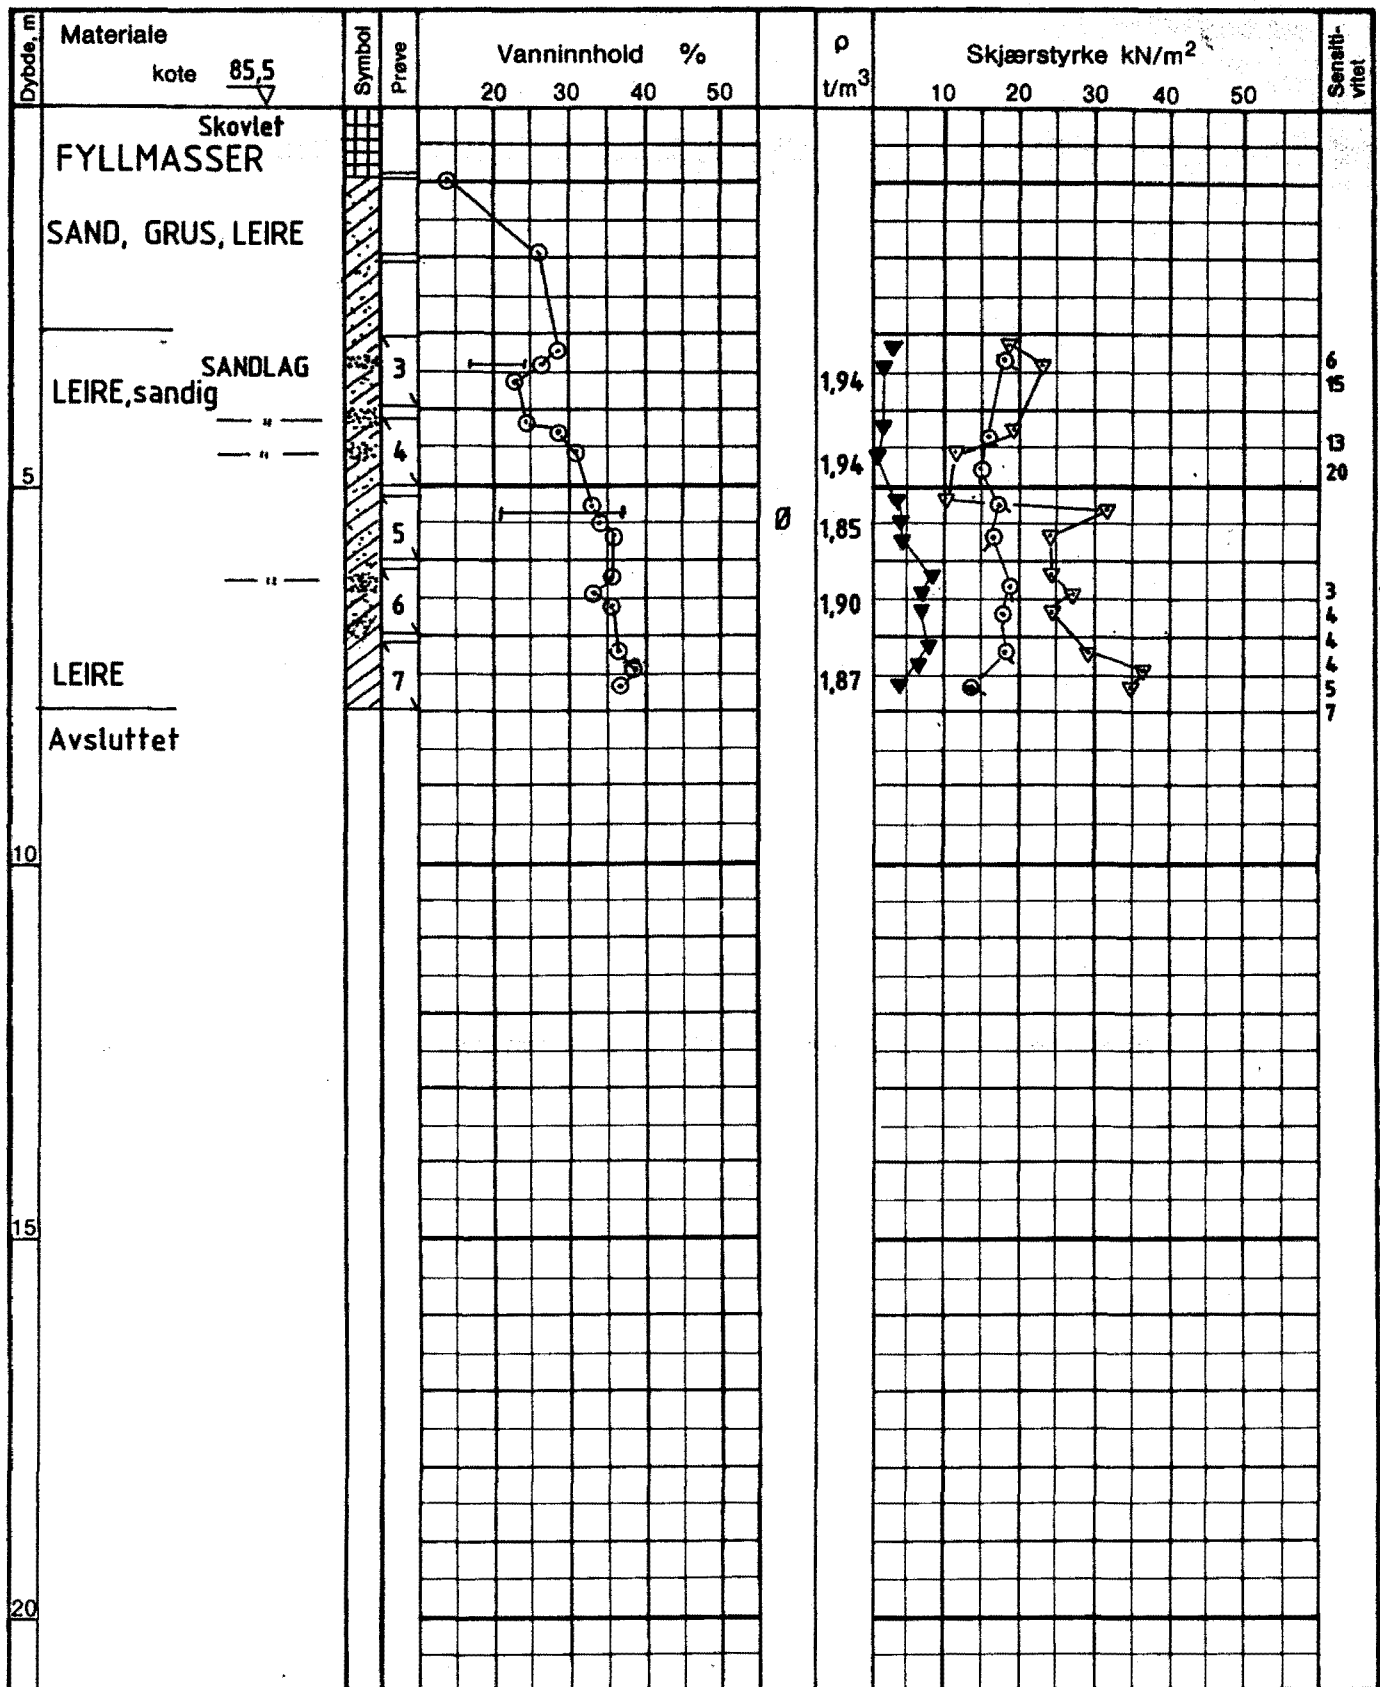 Dybde, m
Materiale
kote 85,5
Symbol
Prøve
Vanninnhold %
20 30 40 50
ρ
t/m³
Skjærstyrke kN/m²
10 20 30 40 50
Sensiti-
vitet
Skovlet
FYLLMASSER
SAND, GRUS, LEIRE
SANDLAG
LEIRE, sandig
— " —
— " —
— " —
LEIRE
Avsluttet
5
10
15
20
3
4
5
6
7
Ø
1,94
1,94
1,85
1,90
1,87
6
15
13
20
3
4
4
4
5
7